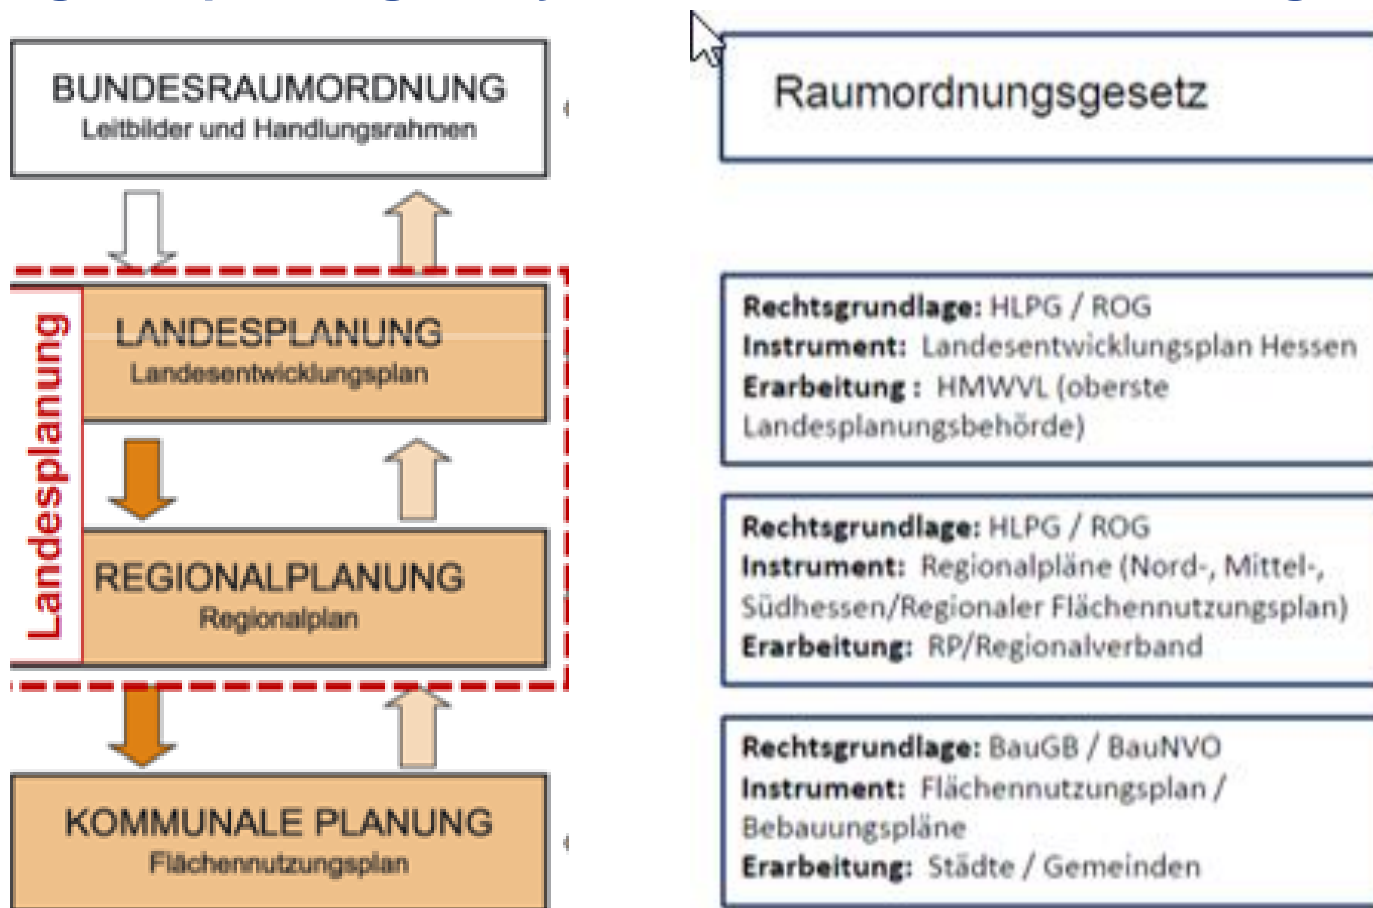 BUNDESRAUMORDNUNG
Leitbilder und Handlungsrahmen
Landesplanung
LANDESPLANUNG
Landesentwicklungsplan
REGIONALPLANUNG
Regionalplan
KOMMUNALE PLANUNG
Flächennutzungsplan
Raumordnungsgesetz
Rechtsgrundlage: HLPG / ROG
Instrument: Landesentwicklungsplan Hessen
Erarbeitung : HMWVL (oberste
Landesplanungsbehörde)
Rechtsgrundlage: HLPG / ROG
Instrument: Regionalpläne (Nord-, Mittel-,
Südhessen/Regionaler Flächennutzungsplan)
Erarbeitung: RP/Regionalverband
Rechtsgrundlage: BauGB / BauNVO
Instrument: Flächennutzungsplan /
Bebauungspläne
Erarbeitung: Städte / Gemeinden